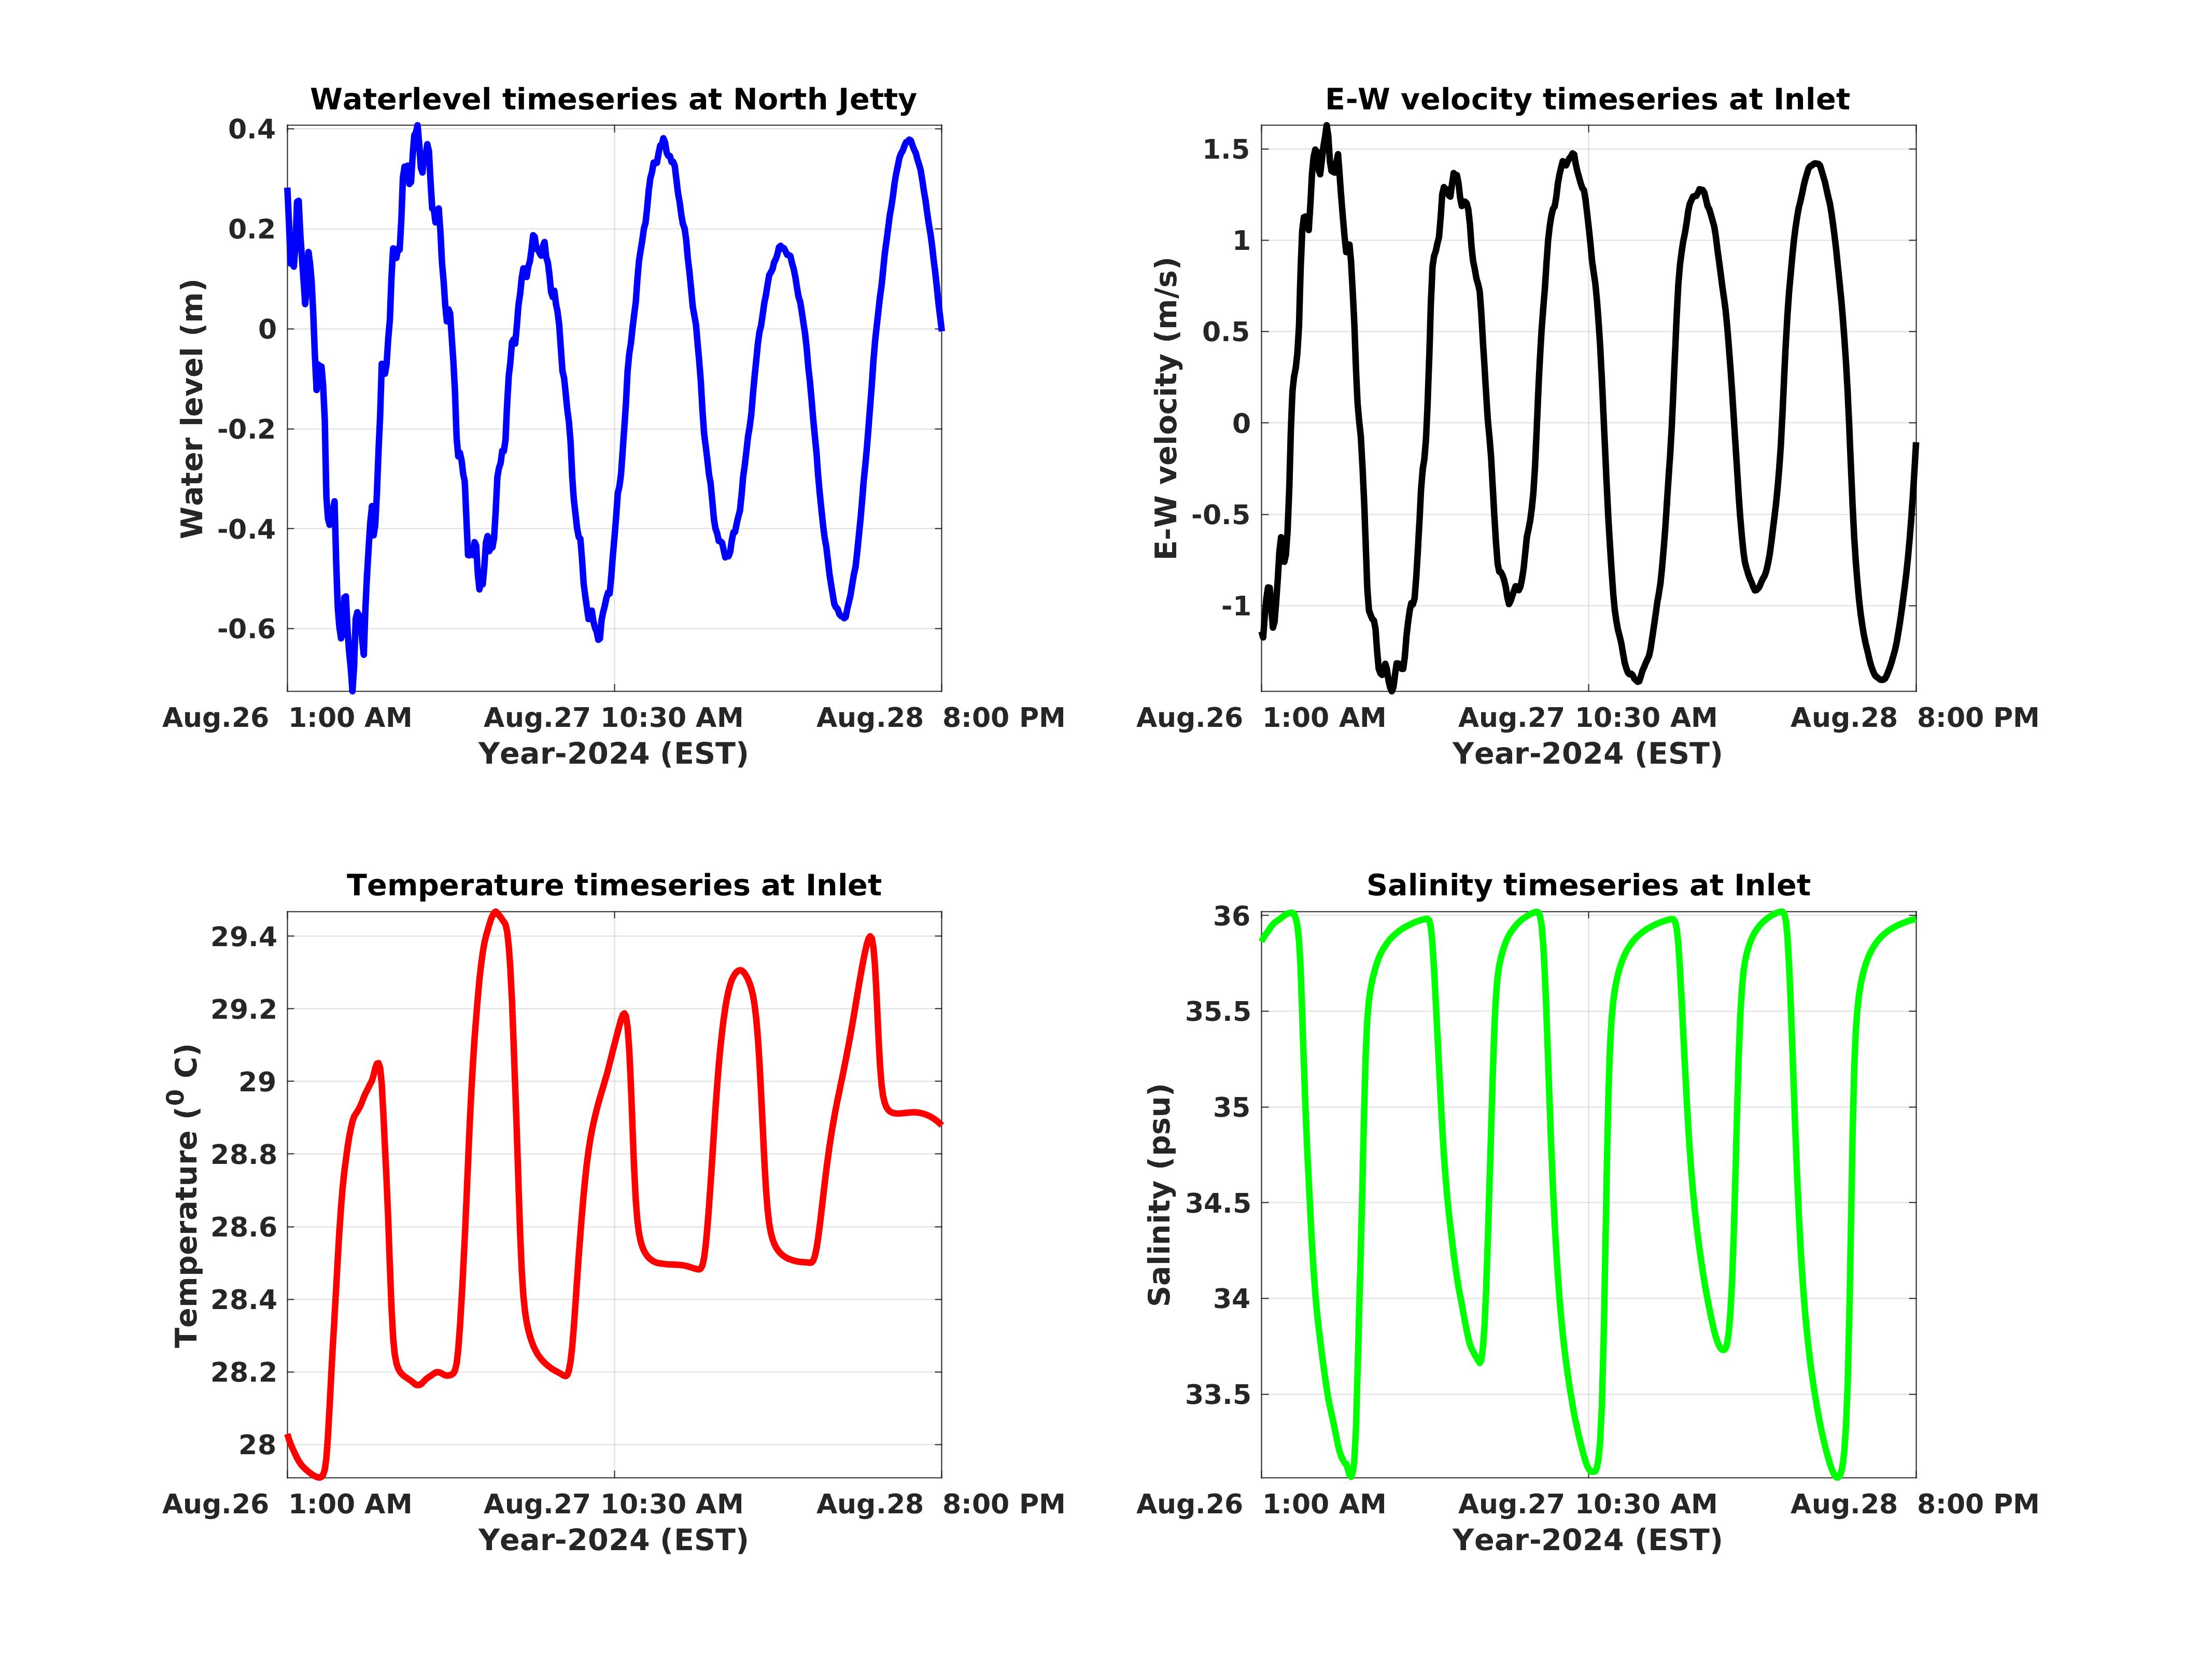 Waterlevel timeseries at North Jetty
0.4
0.2
0
-0.2
-0.4
-0.6
Water level (m)
Aug.26 1:00 AM Aug.27 10:30 AM Aug.28 8:00 PM
Year-2024 (EST)
E-W velocity timeseries at Inlet
1.5
1
0.5
0
-0.5
-1
E-W velocity (m/s)
Aug.26 1:00 AM Aug.27 10:30 AM Aug.28 8:00 PM
Year-2024 (EST)
Temperature timeseries at Inlet
29.4
29.2
29
28.8
28.6
28.4
28.2
28
Temperature (⁰ C)
Aug.26 1:00 AM Aug.27 10:30 AM Aug.28 8:00 PM
Year-2024 (EST)
Salinity timeseries at Inlet
36
35.5
35
34.5
34
33.5
Salinity (psu)
Aug.26 1:00 AM Aug.27 10:30 AM Aug.28 8:00 PM
Year-2024 (EST)